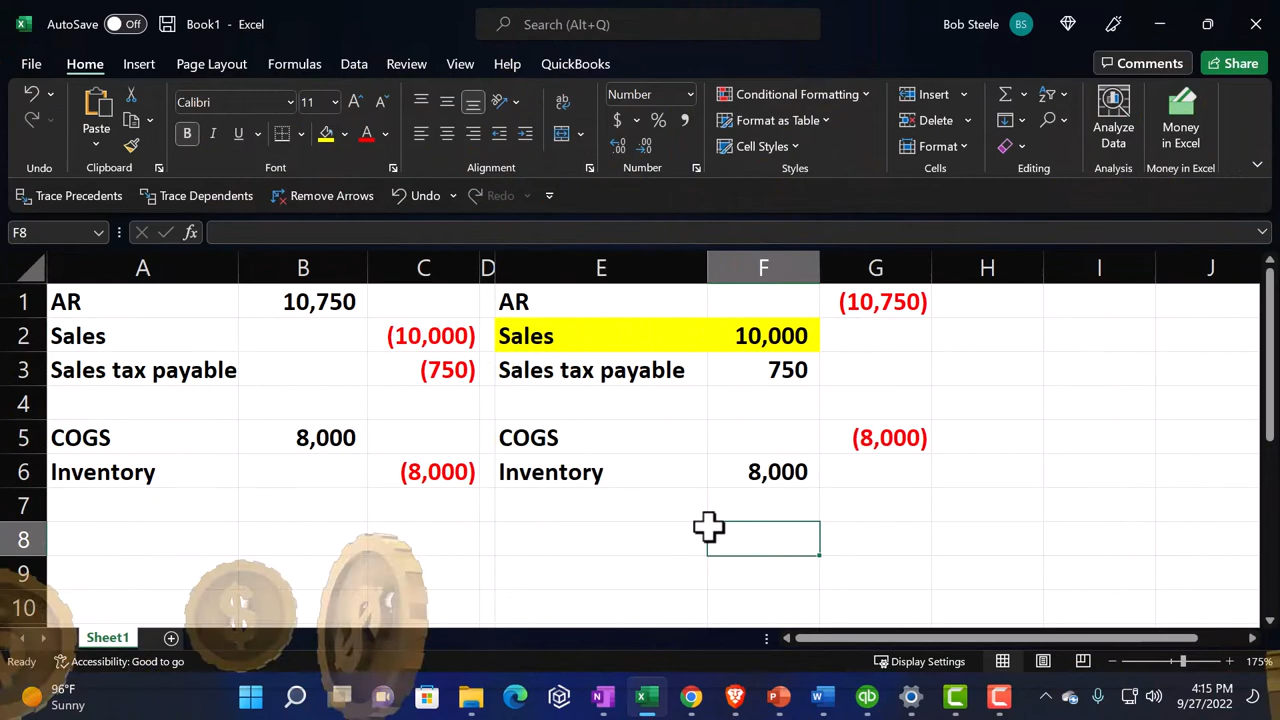 AutoSave Off Book1 - Excel Search (Alt+Q) Bob Steele BS
File Home Insert Page Layout Formulas Data Review View Help QuickBooks Comments Share
Calibri 11 ab Number Conditional Formatting Insert
Paste B I U A $ % Format as Table Delete Analyze Data Money in Excel
Cell Styles Format
Undo Clipboard Font Alignment Number Styles Cells Editing Analysis Money in Excel
Trace Precedents Trace Dependents Remove Arrows Undo Redo
F8 fx
A B C D E F G H I J
1 AR 10,750 AR (10,750)
2 Sales (10,000) Sales 10,000
3 Sales tax payable (750) Sales tax payable 750
4
5 COGS 8,000 COGS (8,000)
6 Inventory (8,000) Inventory 8,000
7
8
9
10
Sheet1
Ready Accessibility: Good to go Display Settings 175%
96°F
Sunny
4:15 PM
9/27/2022